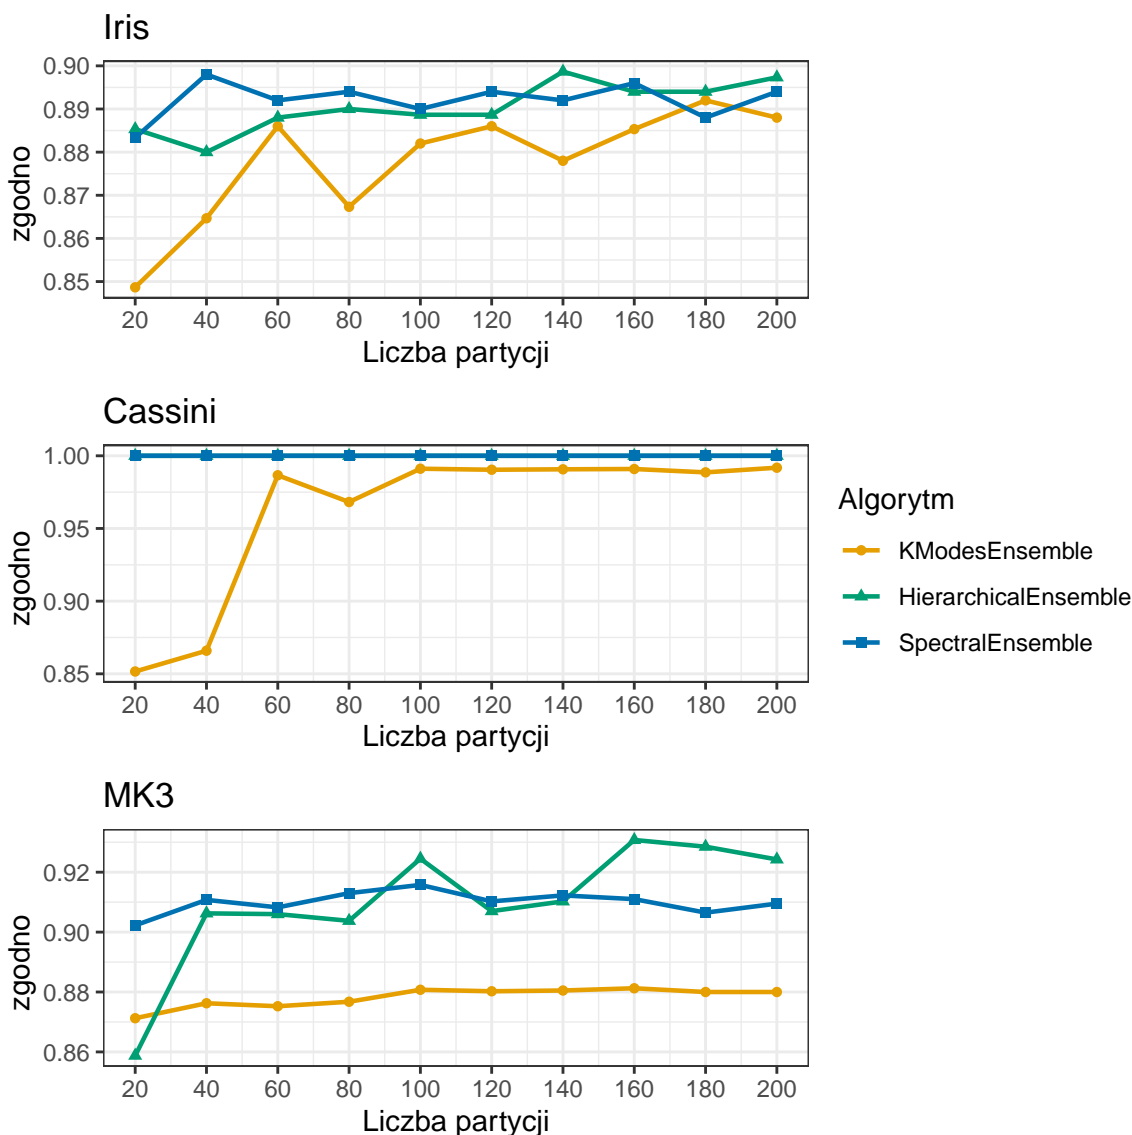 Iris
0.90
0.89
0.88
0.87
0.86
0.85
zgodno
20 40 60 80 100 120 140 160 180 200
Liczba partycji
Cassini
1.00
0.95
0.90
0.85
zgodno
20 40 60 80 100 120 140 160 180 200
Liczba partycji
Algorytm
KModesEnsemble
HierarchicalEnsemble
SpectralEnsemble
MK3
0.92
0.90
0.88
0.86
zgodno
20 40 60 80 100 120 140 160 180 200
Liczba partycji